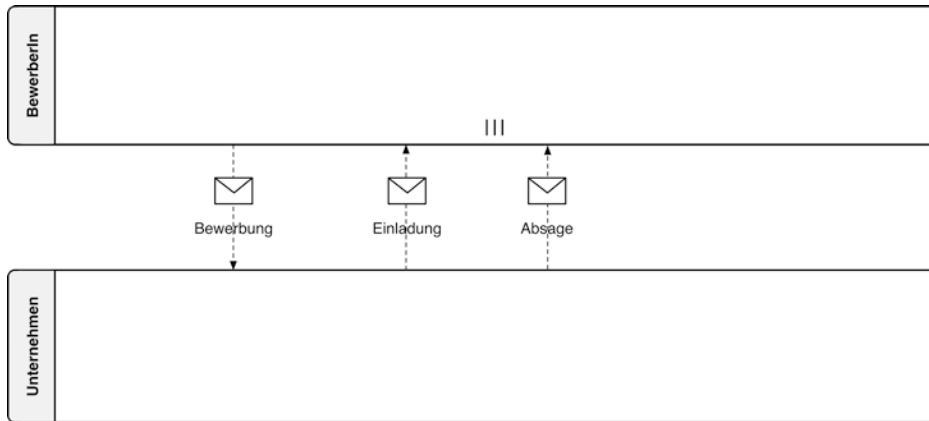 BewerberIn
Bewerbung
Einladung
Absage
Unternehmen